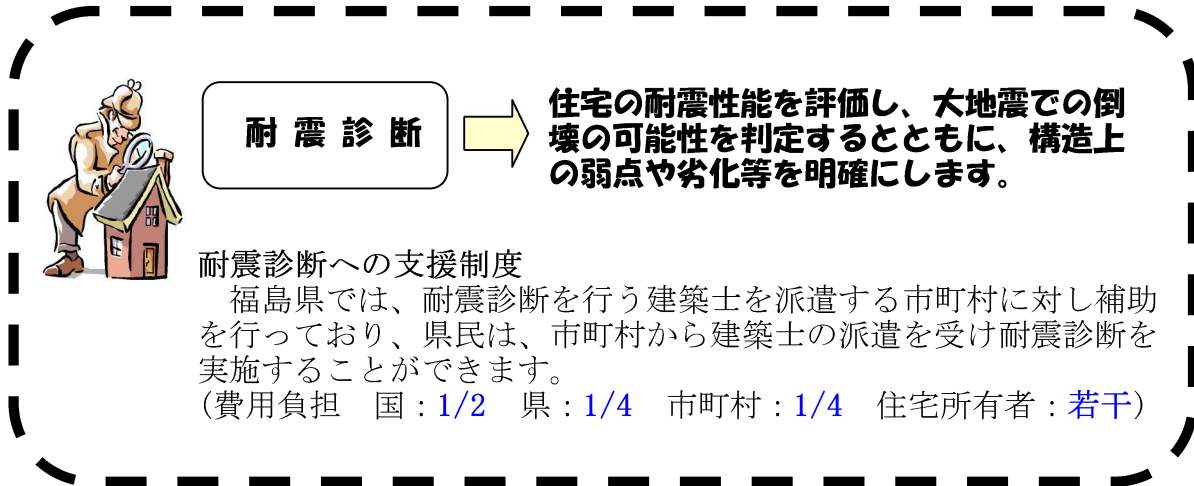 耐震診断
住宅の耐震性能を評価し、大地震での倒
壊の可能性を判定するとともに、構造上
の弱点や劣化等を明確にします。
耐震診断への支援制度
　福島県では、耐震診断を行う建築士を派遣する市町村に対し補助
を行っており、県民は、市町村から建築士の派遣を受け耐震診断を
実施することができます。
(費用負担　国：1/2　県：1/4　市町村：1/4　住宅所有者：若干)